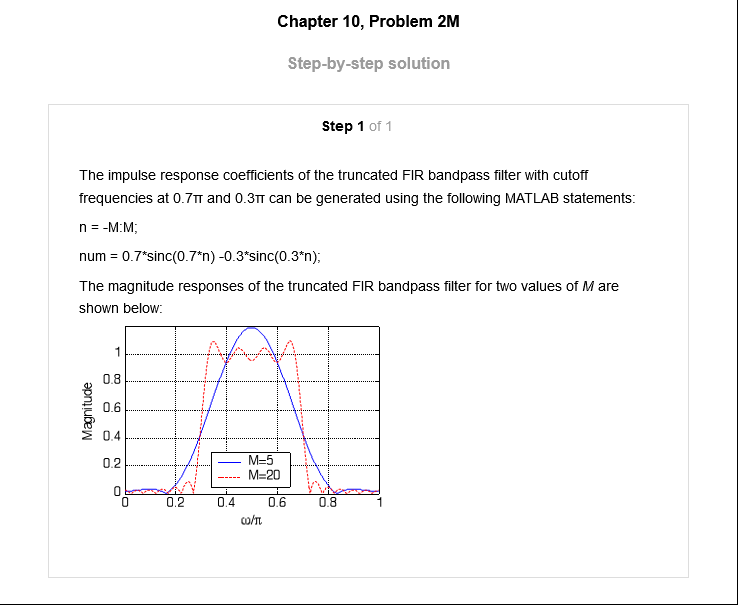 Chapter 10, Problem 2M
Step-by-step solution
Step 1 of 1
The impulse response coefficients of the truncated FIR bandpass filter with cutoff
frequencies at 0.7π and 0.3π can be generated using the following MATLAB statements:
n = -M:M;
num = 0.7*sinc(0.7*n) -0.3*sinc(0.3*n);
The magnitude responses of the truncated FIR bandpass filter for two values of M are
shown below:
1
0.8
0.6
0.4
0.2
0
Magnitude
M=5
M=20
0 0.2 0.4 0.6 0.8 1
ω/π